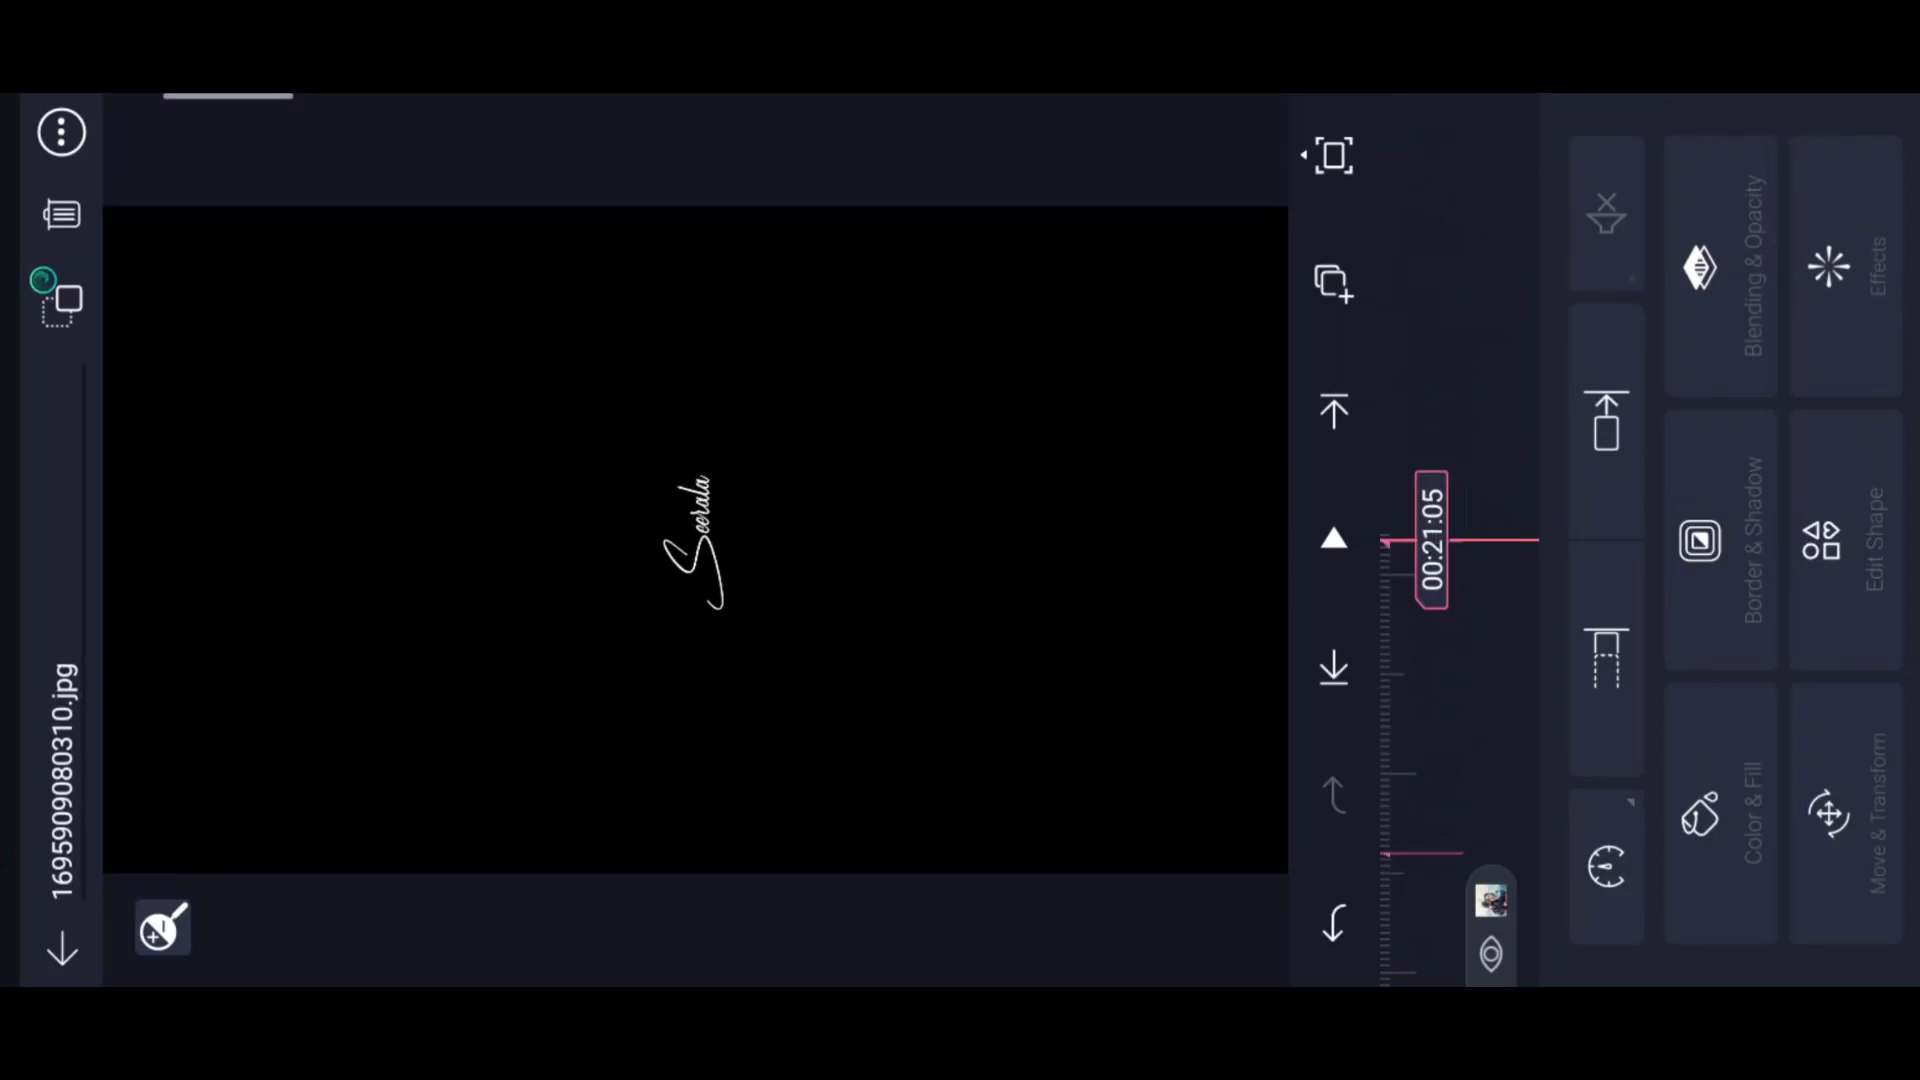 1695909080310.jpg
Seerala
00:21:05
Color & Fill
Border & Shadow
Blending & Opacity
Move & Transform
Edit Shape
Effects